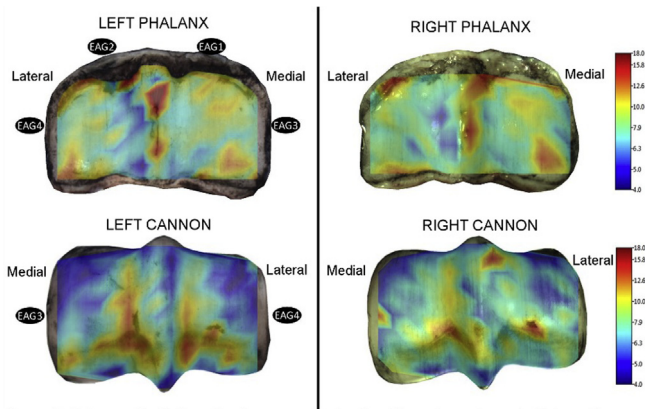 LEFT PHALANX
EAG2
EAG1
Lateral
Medial
EAG4
EAG3
RIGHT PHALANX
Lateral
Medial
18.0
15.8
12.6
10.0
7.9
6.3
5.0
4.0
LEFT CANNON
Medial
Lateral
EAG3
EAG4
RIGHT CANNON
Medial
Lateral
18.0
15.8
12.6
10.0
7.9
6.3
5.0
4.0